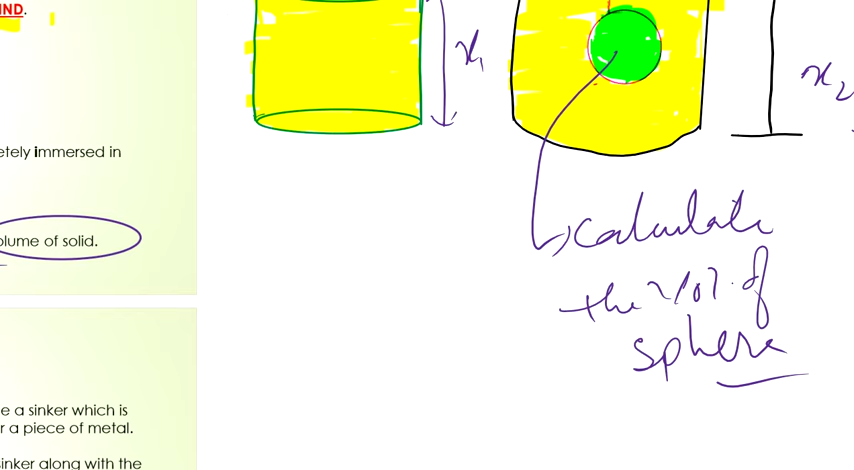 IND.
etely immersed in
olume of solid.
e a sinker which is
r a piece of metal.
sinker along with the
x₁
x₂
calculate
the vol. of
sphere